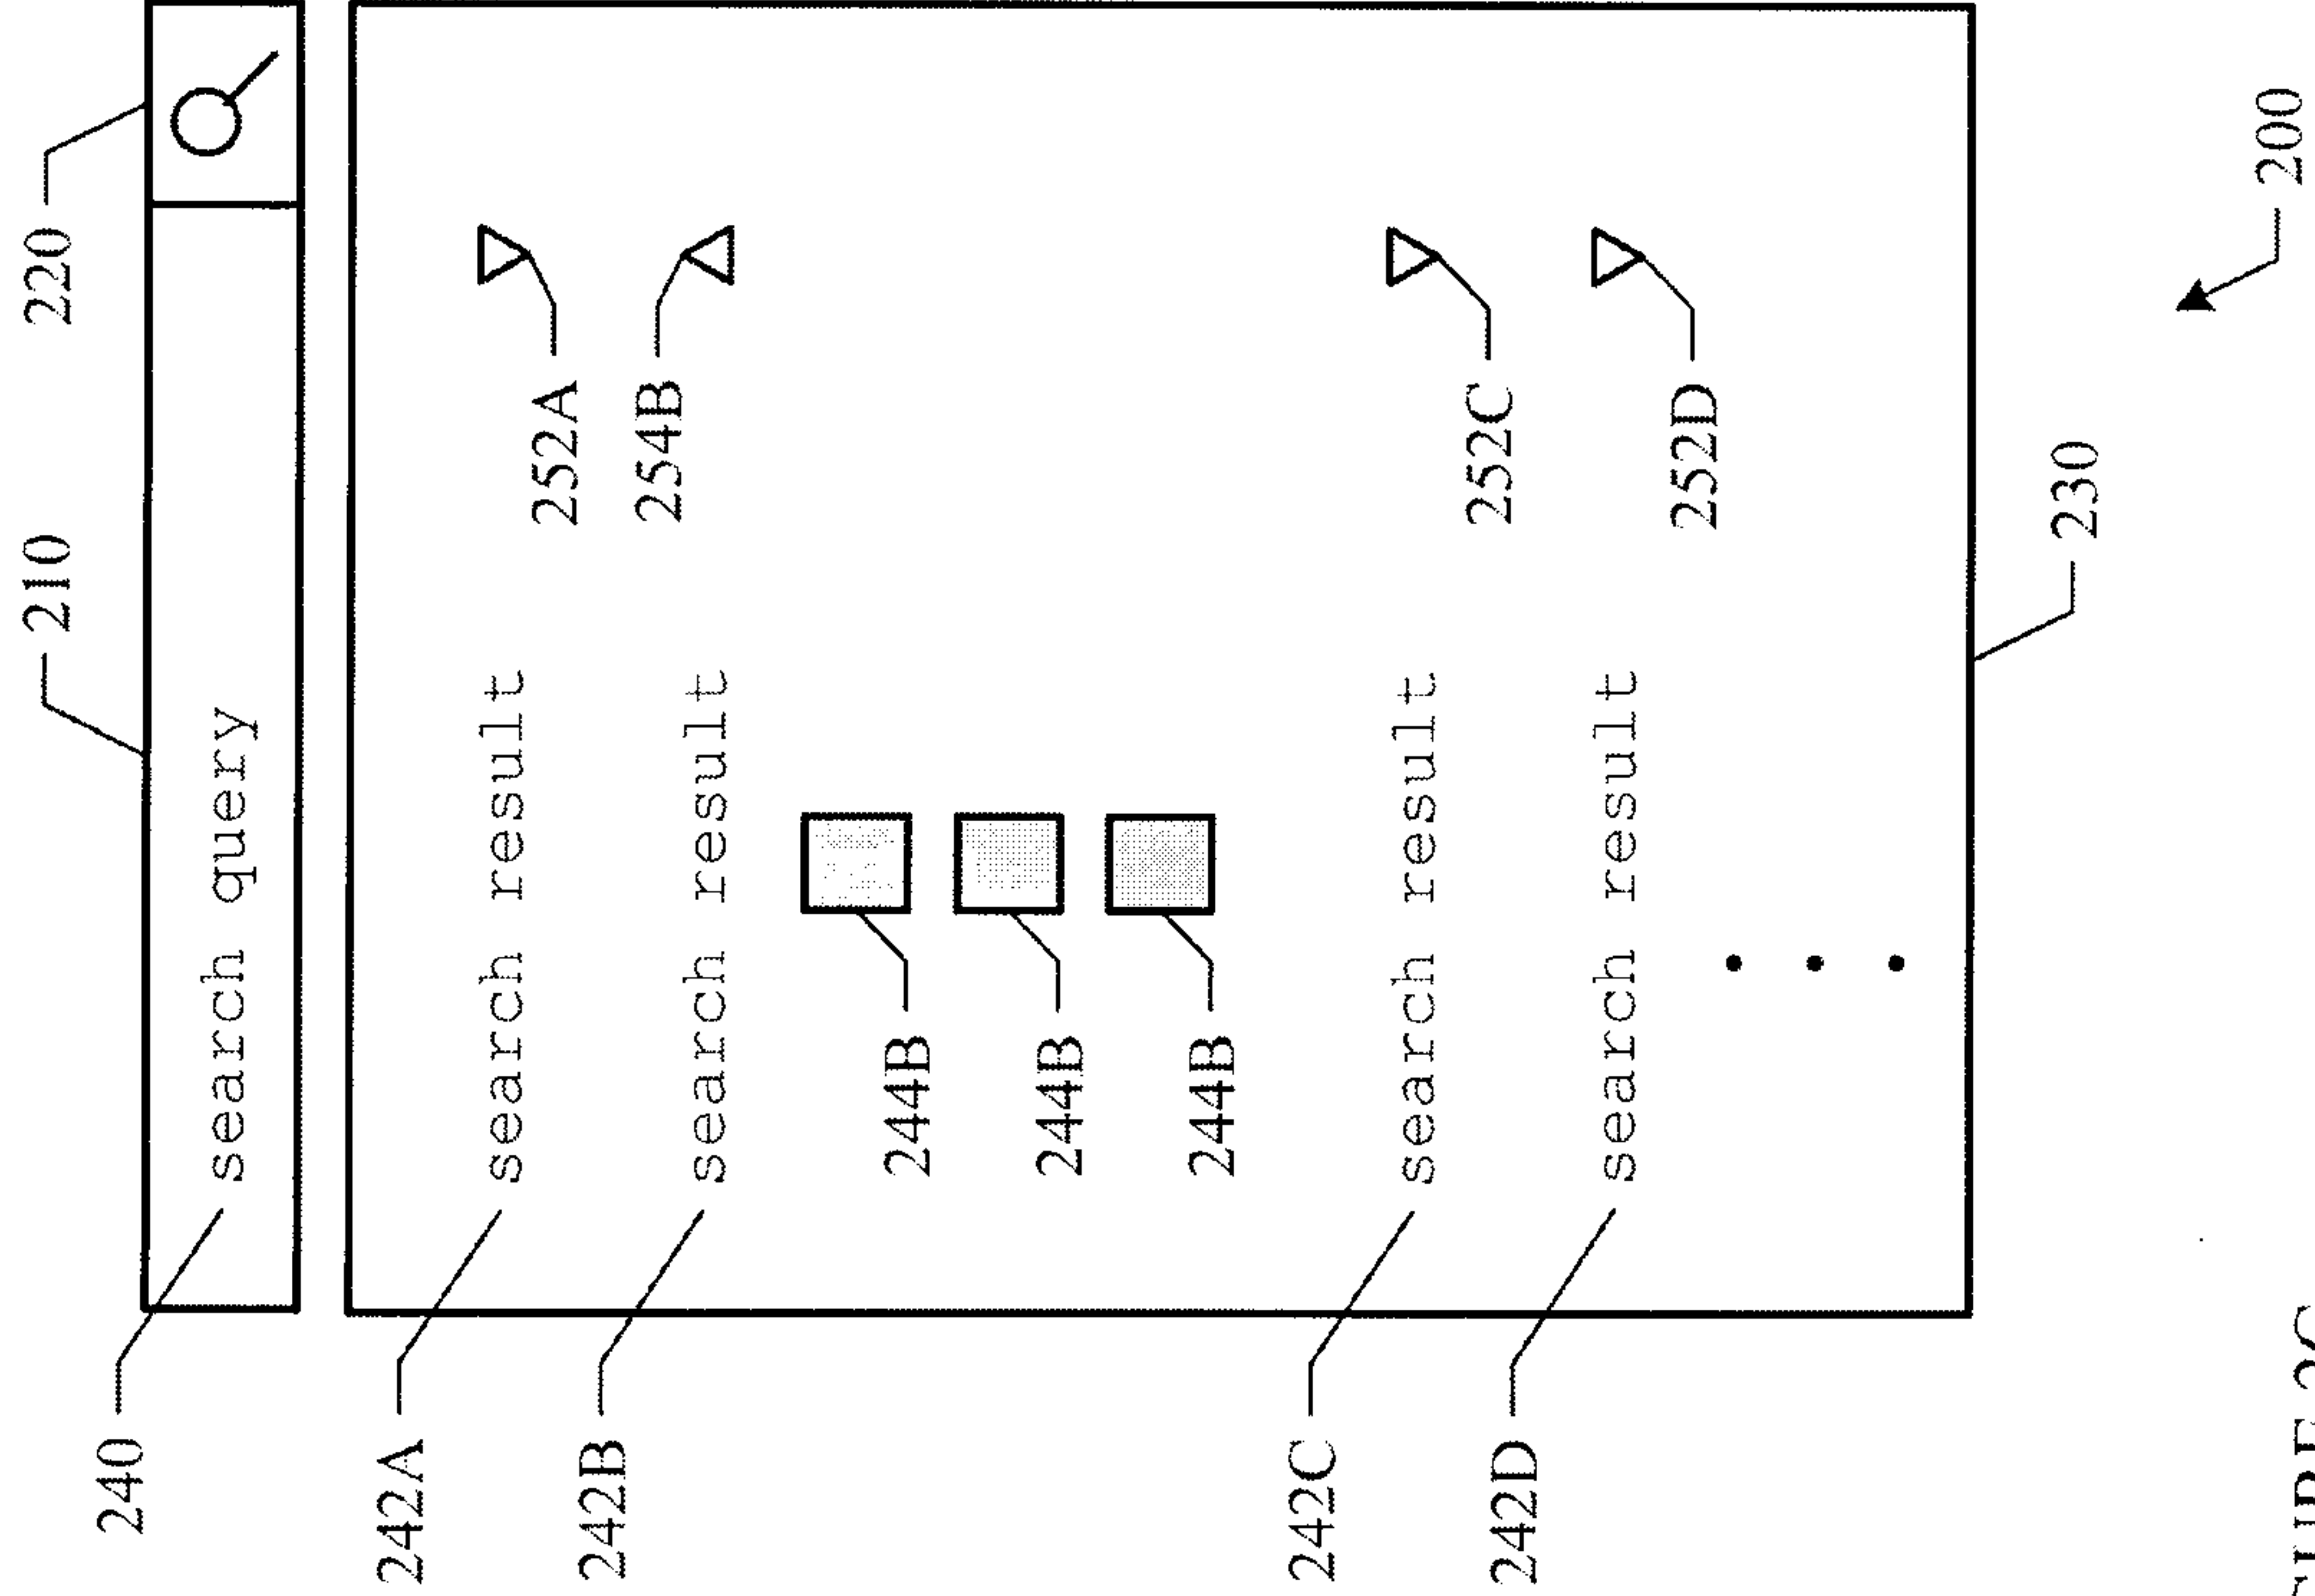 210 220
240
search query
242A
search result
252A
242B
254B
search result
244B
244B
244B
242C
search result
252C
242D
search result
252D
230
200